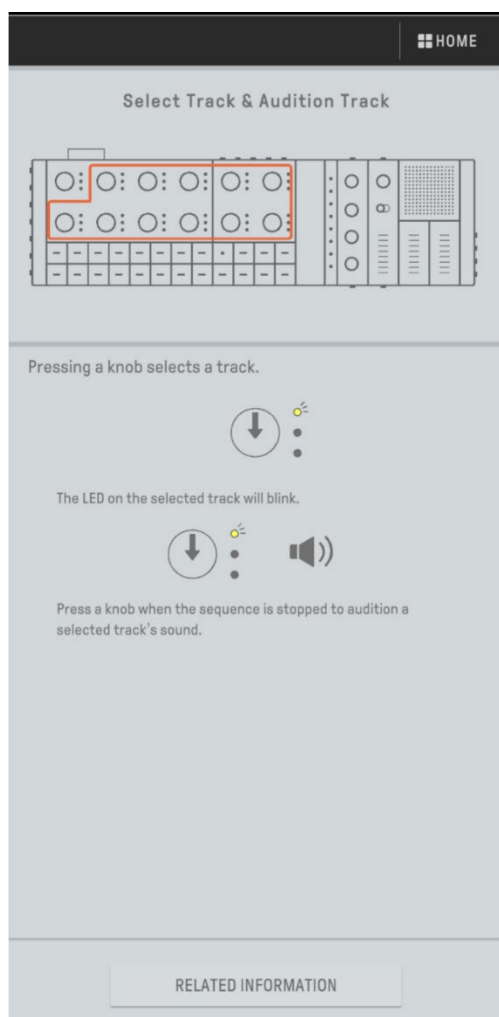 HOME
Select Track & Audition Track
Pressing a knob selects a track.
The LED on the selected track will blink.
Press a knob when the sequence is stopped to audition a
selected track's sound.
RELATED INFORMATION